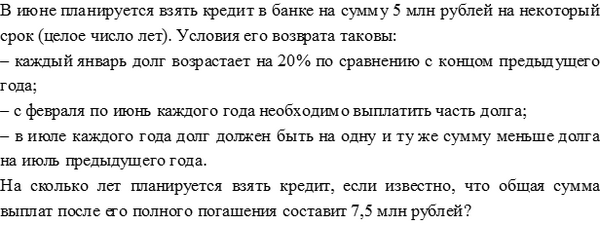 В июне планируется взять кредит в банке на сумму 5 млн рублей на некоторый
срок (целое число лет). Условия его возврата таковы:
– каждый январь долг возрастает на 20% по сравнению с концом предыдущего
года;
– с февраля по июнь каждого года необходимо выплатить часть долга;
– в июле каждого года долг должен быть на одну и ту же сумму меньше долга
на июль предыдущего года.
На сколько лет планируется взять кредит, если известно, что общая сумма
выплат после его полного погашения составит 7,5 млн рублей?